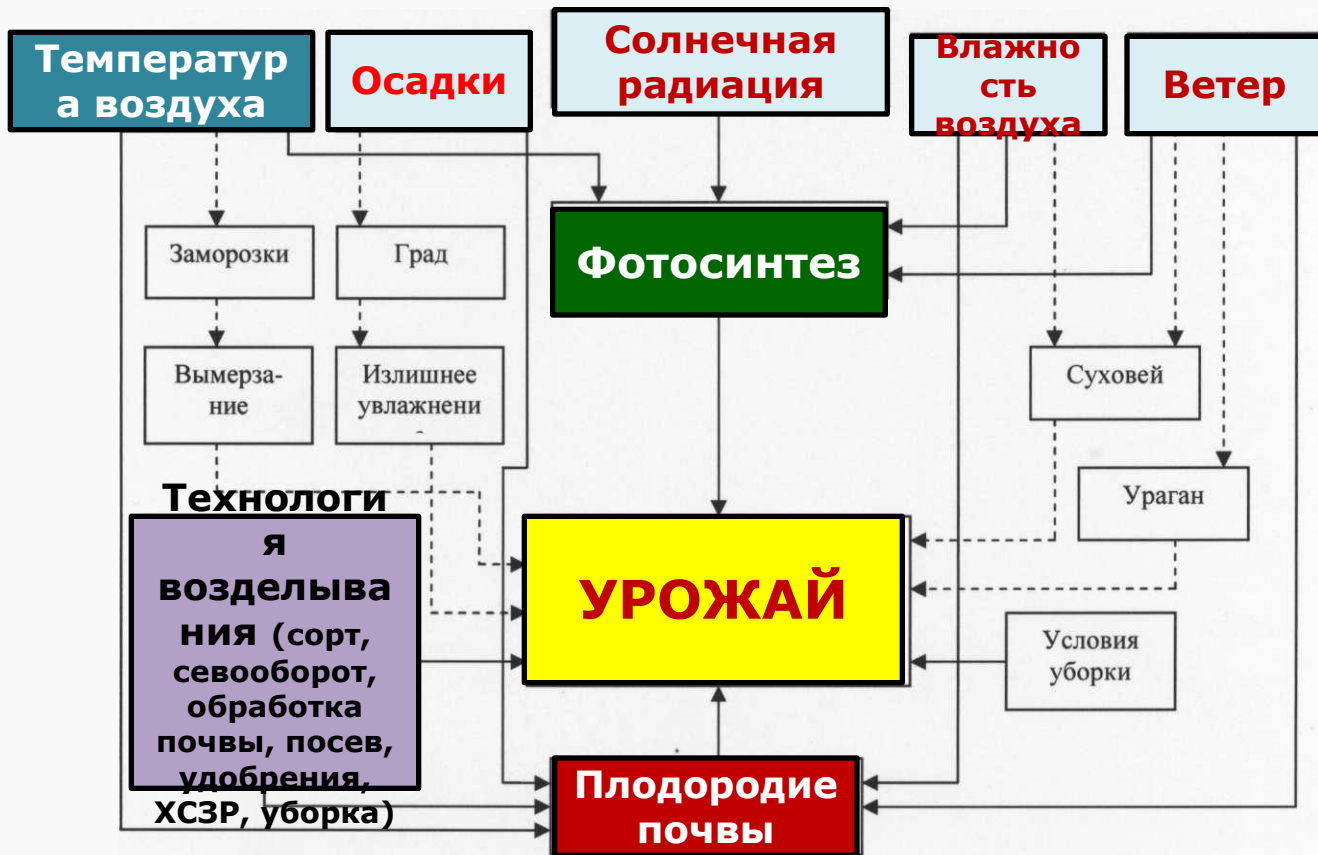 Температур
а воздуха
Осадки
Солнечная
радиация
Влажно
сть
воздуха
Ветер
Заморозки
Град
Фотосинтез
Вымерза-
ние
Излишнее
увлажнени
Суховей
Ураган
Технологи
я
возделыва
ния (сорт,
севооборот,
обработка
почвы, посев,
удобрения,
ХСЗР, уборка)
УРОЖАЙ
Условия
уборки
Плодородие
почвы